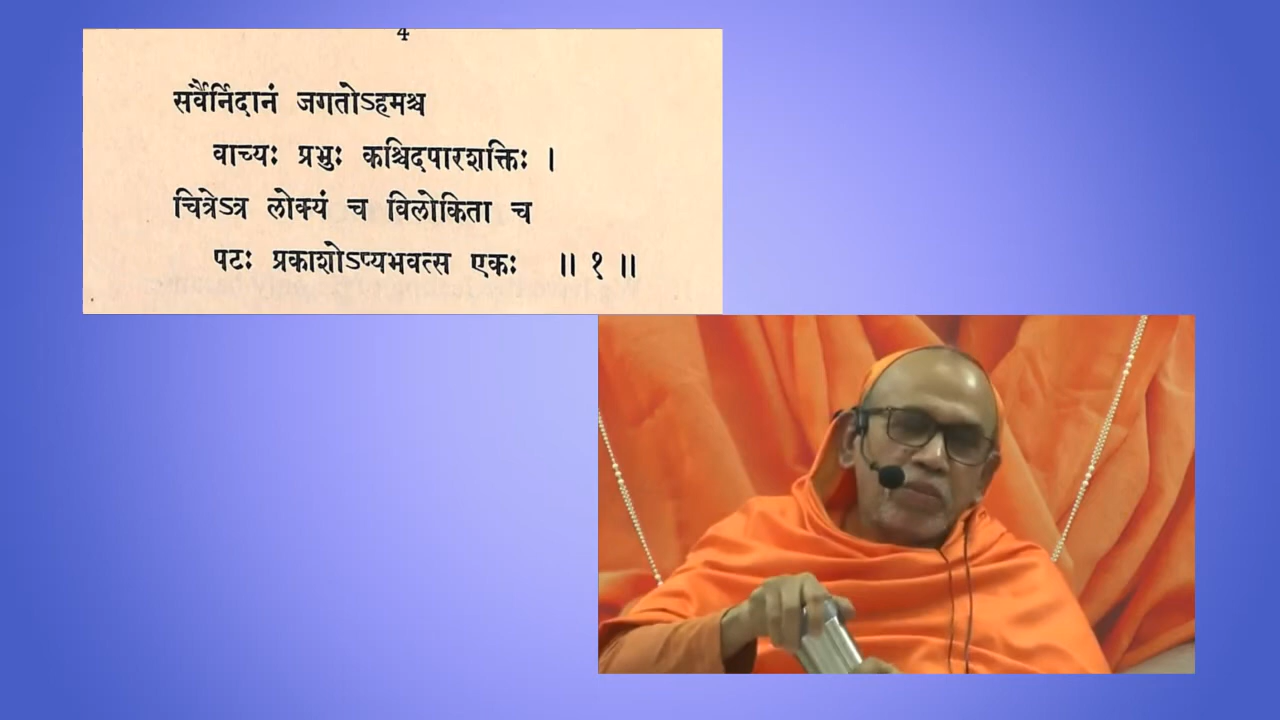 4
सर्वैर्निदानं जगतोऽहमश्च
वाच्यः प्रभुः कश्चिदपारशक्तिः ।
चित्रेऽत्र लोक्यं च विलोकिता च
पटः प्रकाशोऽप्यभवत्स एकः ॥ १ ॥